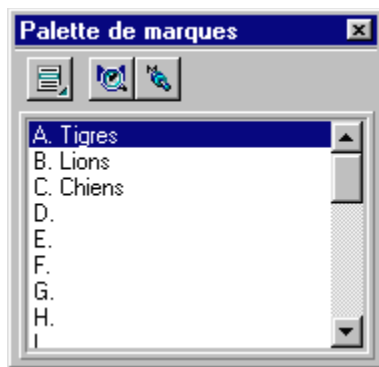 Palette de marques
A. Tigres
B. Lions
C. Chiens
D.
E.
F.
G.
H.